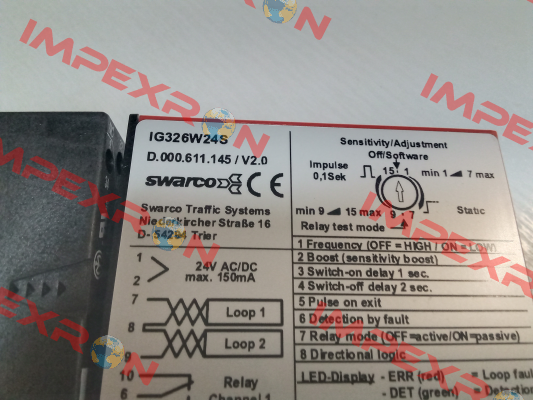 IMPEXRON
IMPEXRON
IG326W24S
D.000.611.145 / V2.0
swarco CE
Swarco Traffic Systems
Niederkircher Straße 16
D- 54294 Trier
1
2
24V AC/DC
max. 150mA
7
8
9
Loop 1
Loop 2
10
6
Relay
Channel 1
Sensitivity/Adjustment
Off/Software
Impulse
0,1Sek
15 1
min 1 7 max
min 9 15 max
9 7
Static
Relay test mode
1 Frequency (OFF = HIGH / ON = LOW)
2 Boost (sensitivity boost)
3 Switch-on delay 1 sec.
4 Switch-off delay 2 sec.
5 Pulse on exit
6 Detection by fault
7 Relay mode (OFF=active/ON=passive)
8 Directional logic
LED-Display - ERR (red) = Loop fau
- DET (green) = Detection
IMPEXRON
IMPEXRON